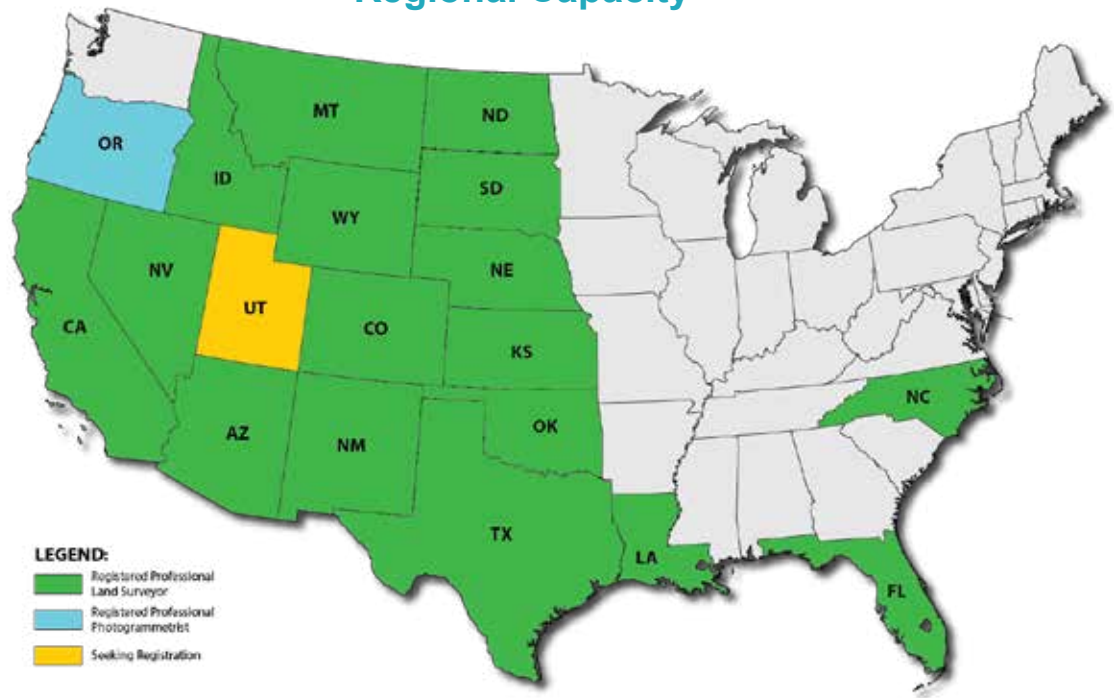 Regional Capacity
MT
ND
OR
ID
SD
WY
NV
NE
UT
CA
CO
KS
NC
AZ
OK
NM
TX
LA
FL
LEGEND:
Registered Professional
Land Surveyor
Registered Professional
Photogrammetrist
Seeking Registration